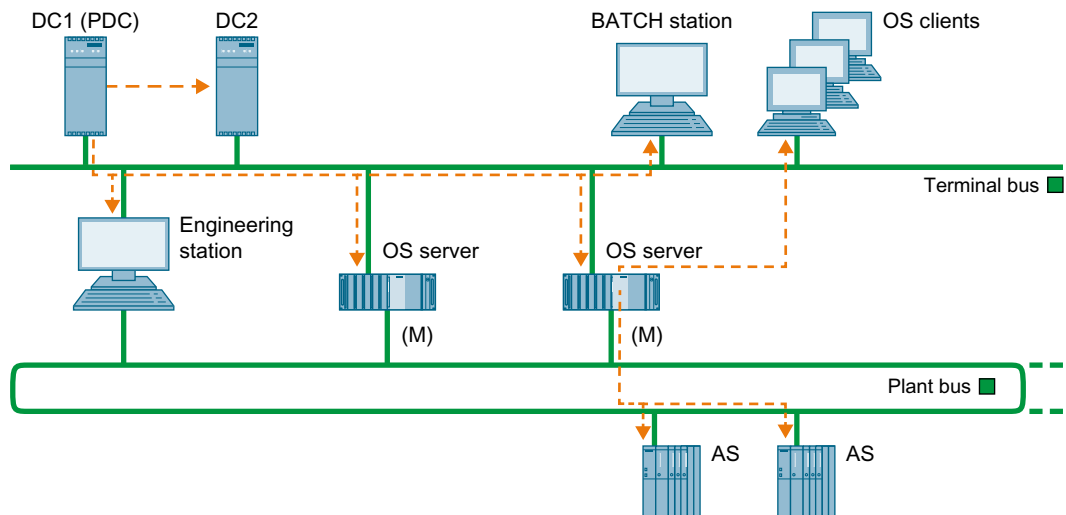 DC1 (PDC)
DC2
BATCH station
OS clients
Terminal bus
Engineering
station
OS server
OS server
(M)
(M)
Plant bus
AS
AS